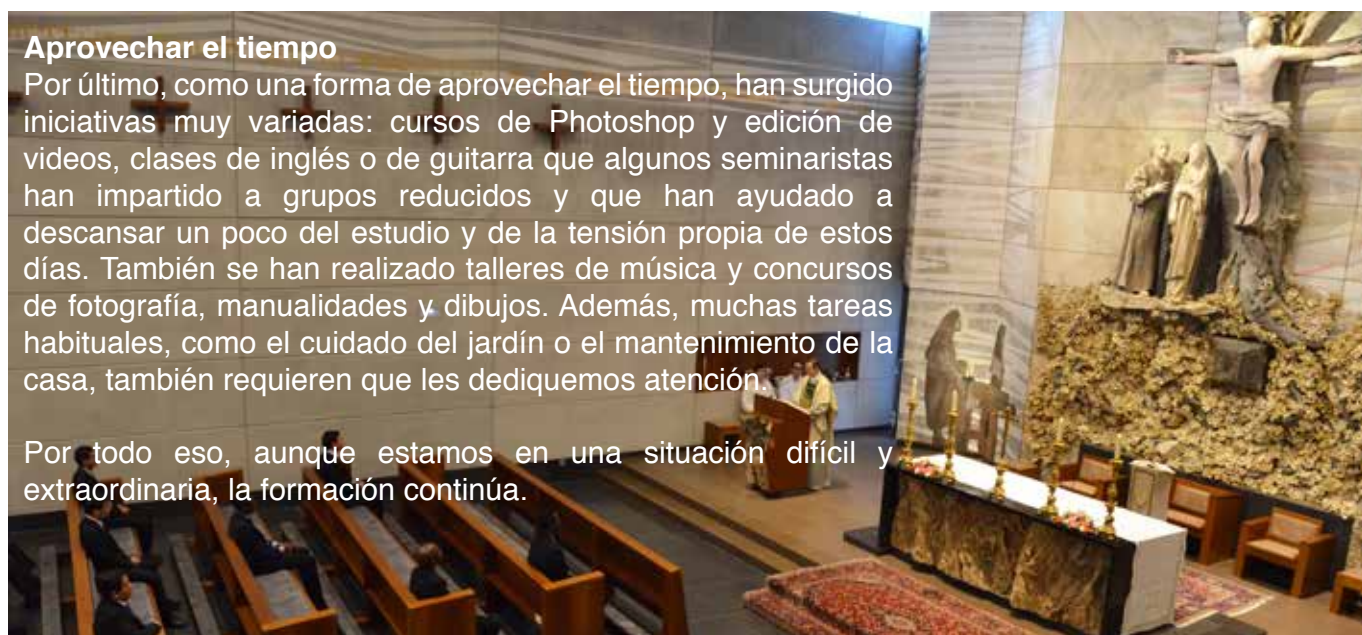 Aprovechar el tiempo
Por último, como una forma de aprovechar el tiempo, han surgido
iniciativas muy variadas: cursos de Photoshop y edición de
videos, clases de inglés o de guitarra que algunos seminaristas
han impartido a grupos reducidos y que han ayudado a
descansar un poco del estudio y de la tensión propia de estos
días. También se han realizado talleres de música y concursos
de fotografía, manualidades y dibujos. Además, muchas tareas
habituales, como el cuidado del jardín o el mantenimiento de la
casa, también requieren que les dediquemos atención.
Por todo eso, aunque estamos en una situación difícil y
extraordinaria, la formación continúa.